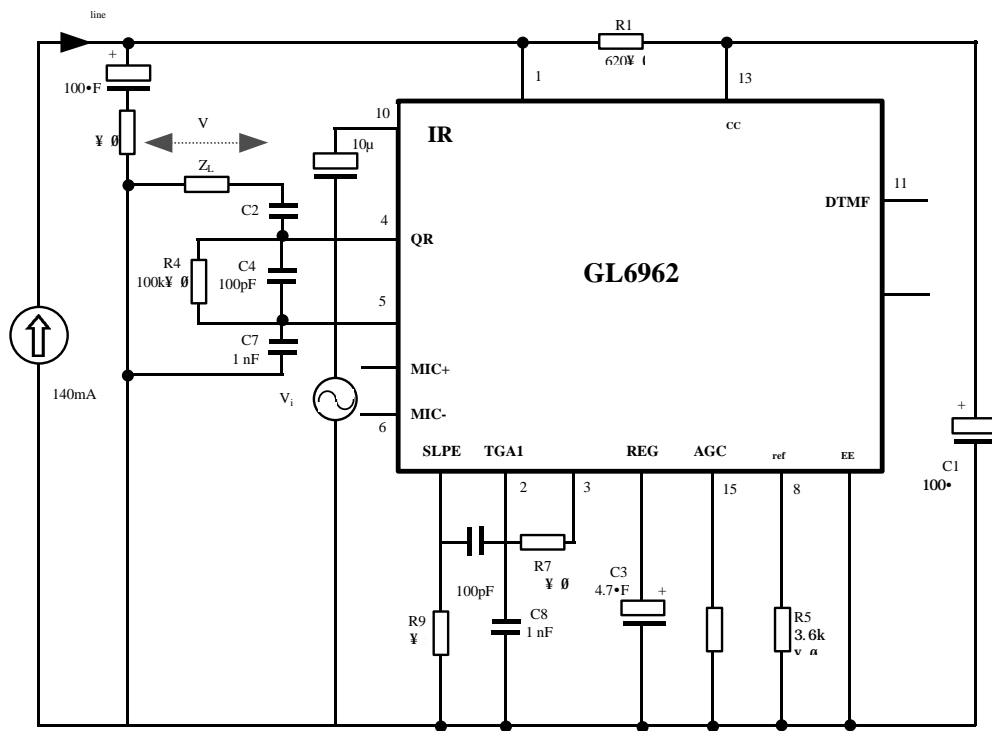 line
R1
620¥ Ø
1
13
+
100•F
V
10
10µ
IR
CC
¥ Ø
Z_L
11
DTMF
C2
4
QR
R4
100k¥ Ø
C4
100pF
GL6962
5
C7
1 nF
MIC+
140mA
V_i
MIC-
6
+
SLPE
TGA1
REG
AGC
ref
EE
C1
100•
2
3
15
8
R7
¥ Ø
100pF
C3
4.7•F
+
R9
¥
C8
1 nF
R5
3.6k
¥ Ø